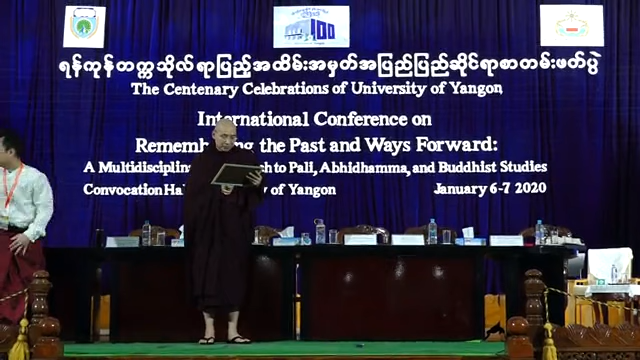 ရန်ကုန်တက္ကသိုလ်ရာပြည့်အထိမ်းအမှတ်အပြည်ပြည်ဆိုင်ရာစာတမ်းဖတ်ပွဲ
The Centenary Celebrations of University of Yangon
100
International Conference on
the Past and Ways Forward:
to Pali, Abhidhamma, and Buddhist Studies
Convocation of Yangon
January 6-7 2020